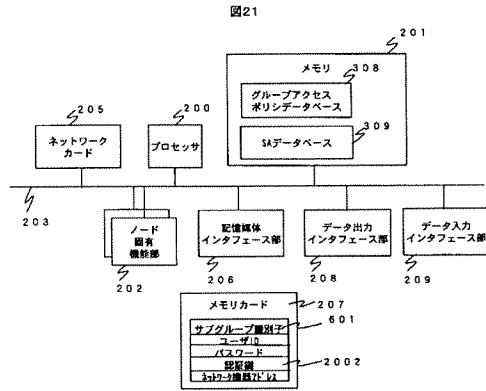 図21
201
メモリ
308
グループアクセス
ポリシデータベース
205
200
309
ネットワーク
カード
プロセッサ
SAデータベース
203
ノード
固有
機能部
記憶媒体
インタフェース部
データ出力
インタフェース部
データ入力
インタフェース部
202
206
208
209
メモリカード
207
サブグループ識別子
601
ユーザID
パスワード
認証鍵
2002
ネットワーク機器アドレス